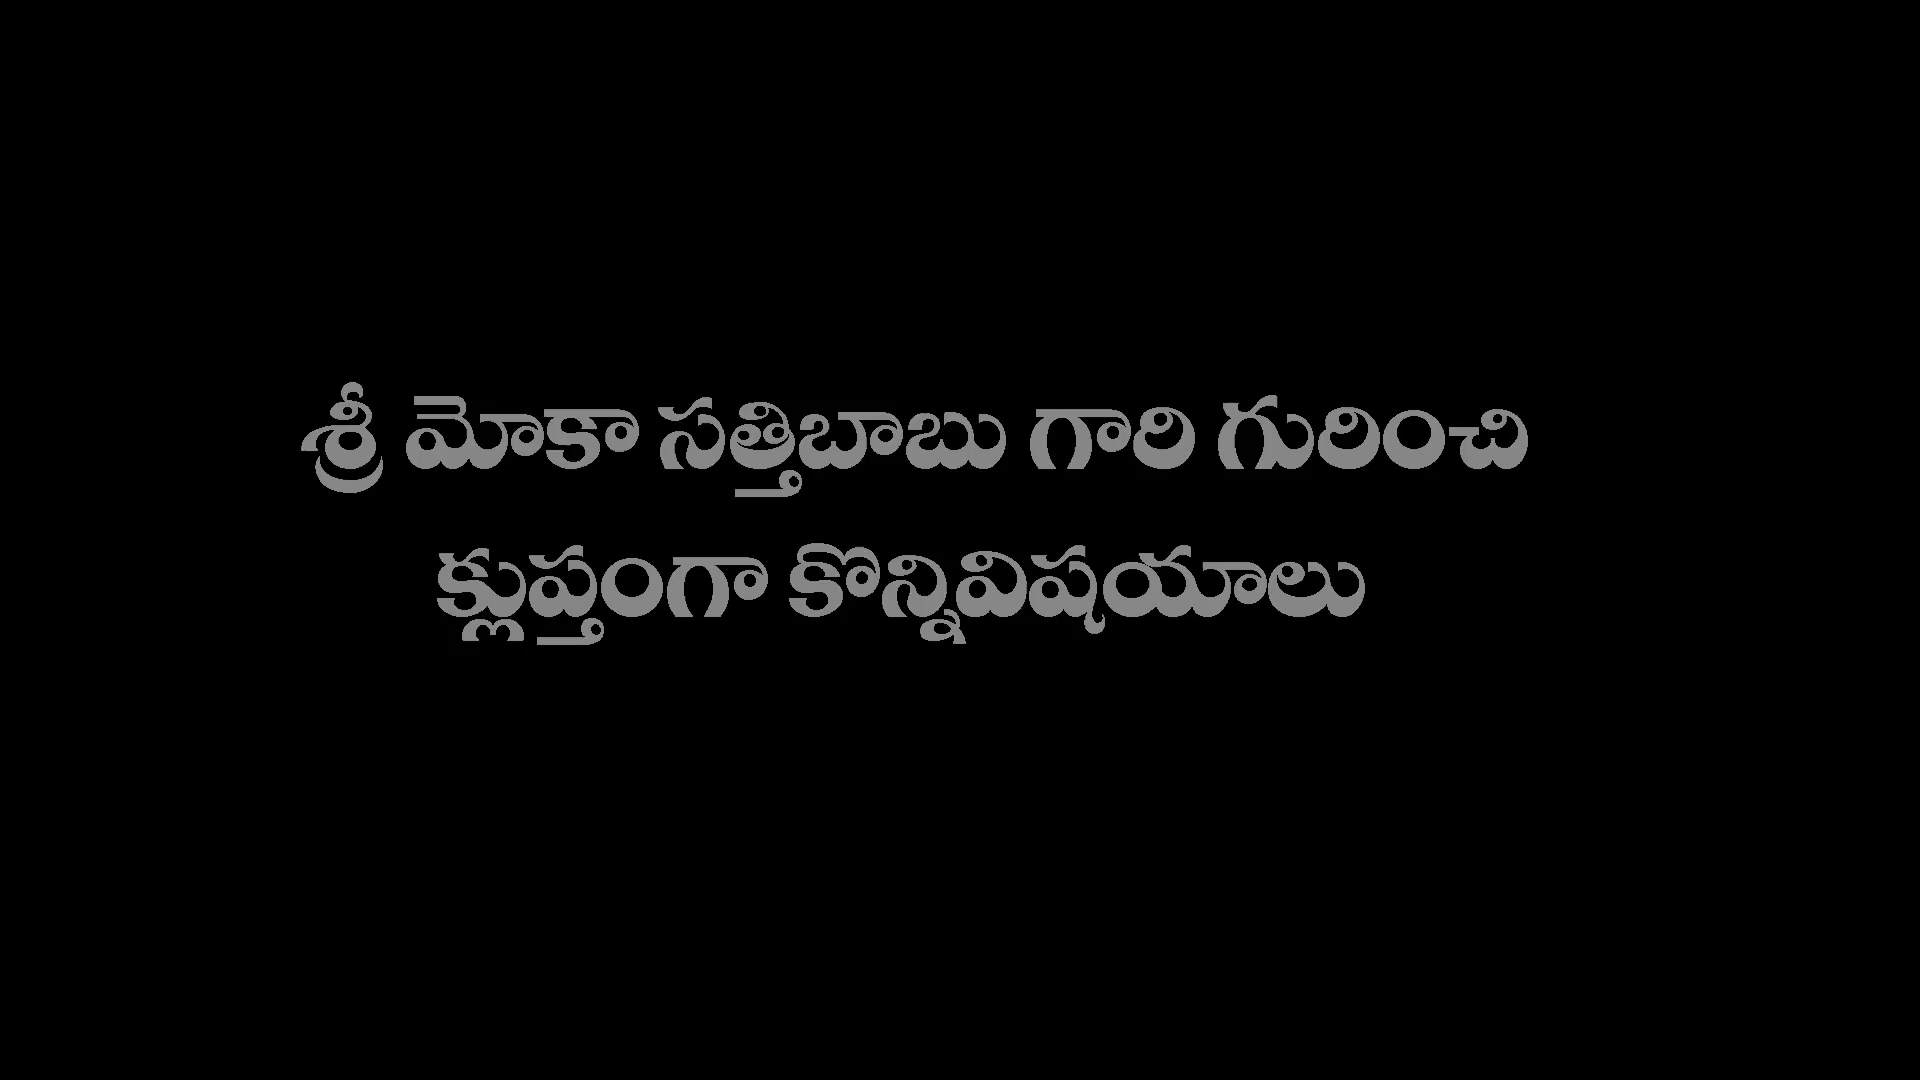 శ్రీ మోకా సత్తిబాబు గారి గురించి
క్లుప్తంగా కొన్నివిషయాలు